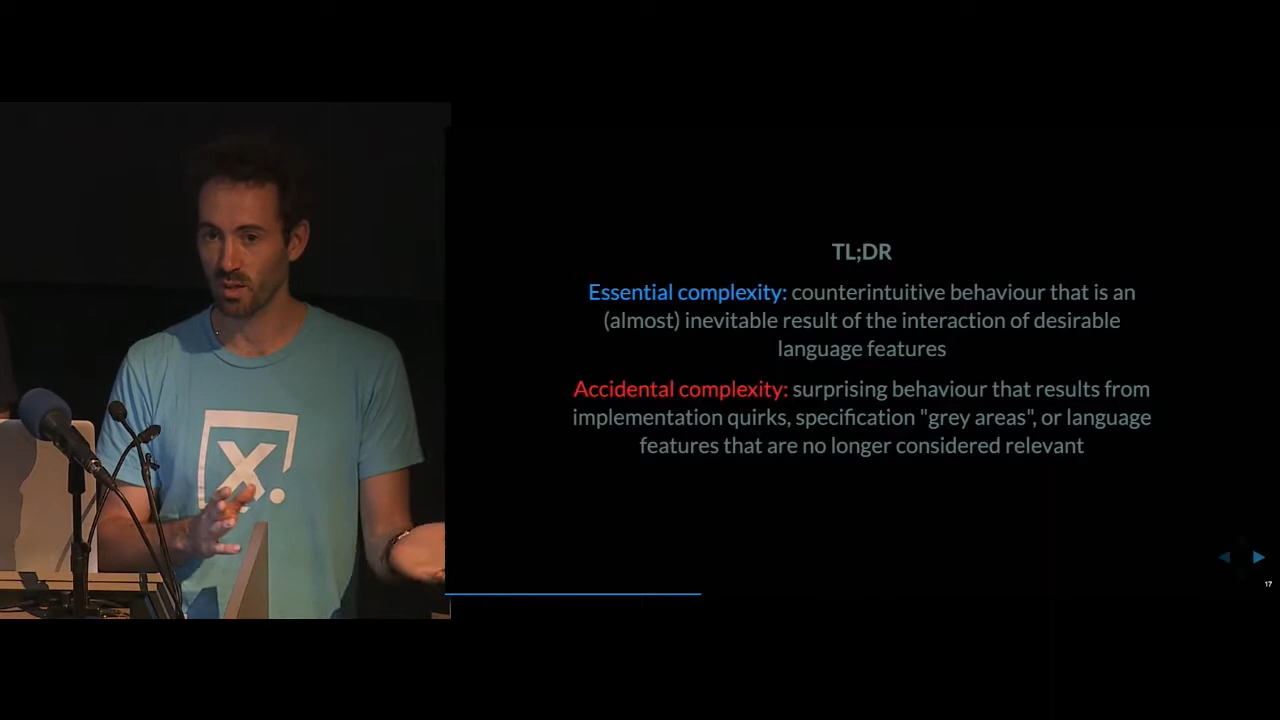 TL;DR
Essential complexity: counterintuitive behaviour that is an
(almost) inevitable result of the interaction of desirable
language features
Accidental complexity: surprising behaviour that results from
implementation quirks, specification "grey areas", or language
features that are no longer considered relevant
17
X.